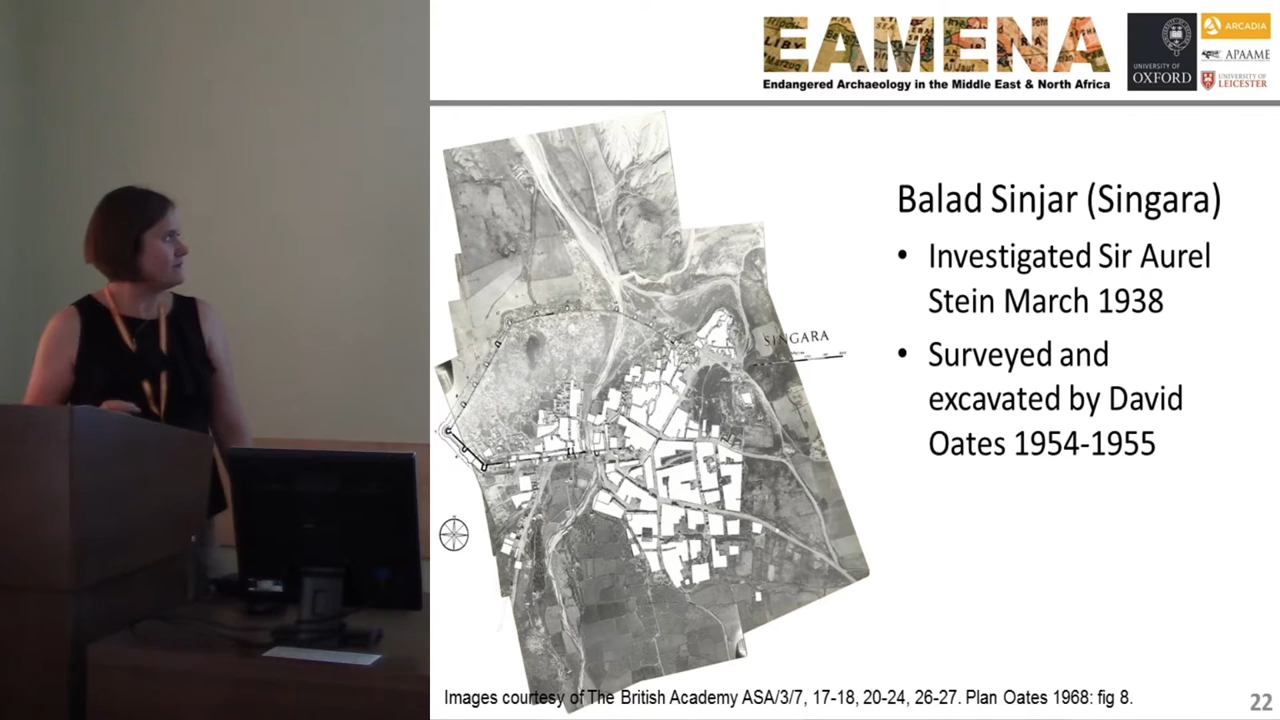 EAMENA
Endangered Archaeology in the Middle East & North Africa
UNIVERSITY OF
OXFORD
ARCADIA
APAAME
UNIVERSITY OF
LEICESTER
Balad Sinjar (Singara)
• Investigated Sir Aurel
Stein March 1938
• Surveyed and
excavated by David
Oates 1954-1955
SINGARA
Images courtesy of The British Academy ASA/3/7, 17-18, 20-24, 26-27. Plan Oates 1968: fig 8.
22